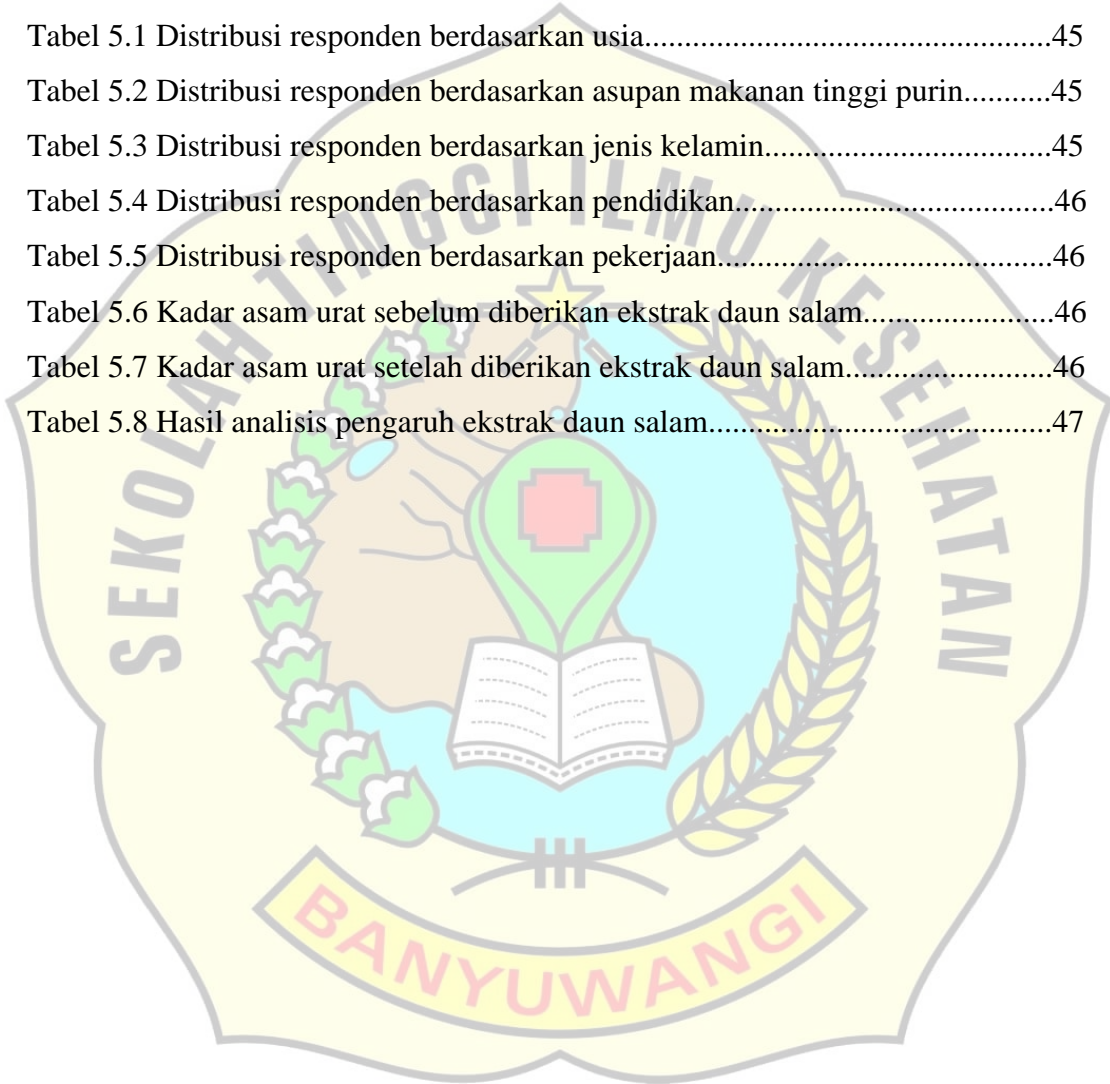 Tabel 5.1 Distribusi responden berdasarkan usia...................................................45
Tabel 5.2 Distribusi responden berdasarkan asupan makanan tinggi purin...........45
Tabel 5.3 Distribusi responden berdasarkan jenis kelamin.....................................45
Tabel 5.4 Distribusi responden berdasarkan pendidikan........................................46
Tabel 5.5 Distribusi responden berdasarkan pekerjaan..........................................46
Tabel 5.6 Kadar asam urat sebelum diberikan ekstrak daun salam........................46
Tabel 5.7 Kadar asam urat setelah diberikan ekstrak daun salam..........................46
Tabel 5.8 Hasil analisis pengaruh ekstrak daun salam...........................................47
SEKOLAH TINGGI ILMU KESEHATAN
BANYUWANGI